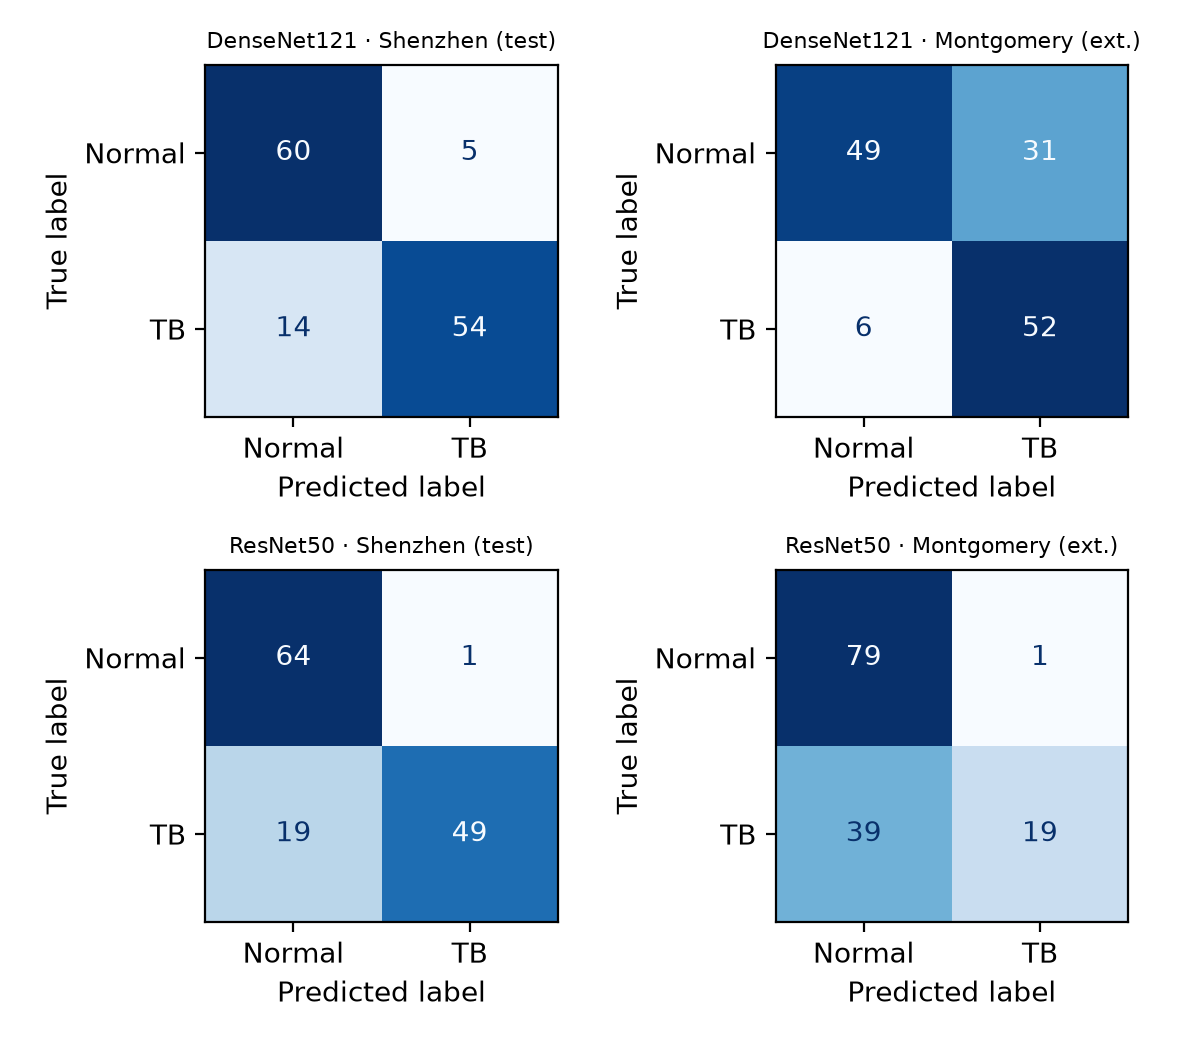 DenseNet121 · Shenzhen (test)
True label
Normal
60
5
TB
14
54
Normal
TB
Predicted label
DenseNet121 · Montgomery (ext.)
True label
Normal
49
31
TB
6
52
Normal
TB
Predicted label
ResNet50 · Shenzhen (test)
True label
Normal
64
1
TB
19
49
Normal
TB
Predicted label
ResNet50 · Montgomery (ext.)
True label
Normal
79
1
TB
39
19
Normal
TB
Predicted label